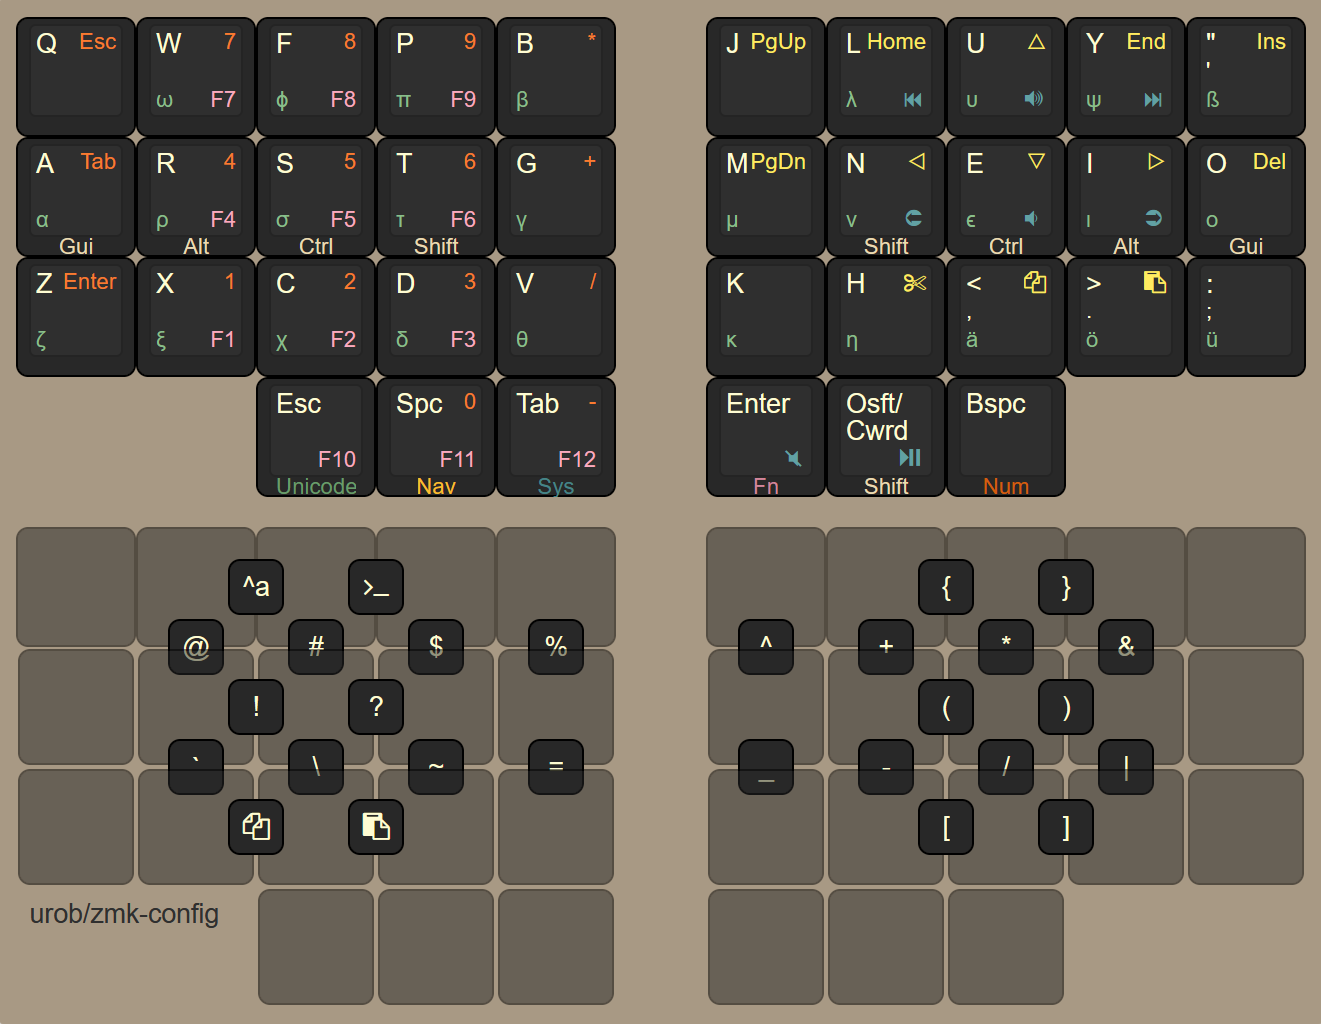 Q Esc W 7 F 8 P 9 B *
ω F7 ϕ F8 π F9 β
J PgUp L Home U △ Y End " Ins
'
λ ⏮ υ 🔊 ψ ⏭ ß
A Tab R 4 S 5 T 6 G +
α ρ F4 σ F5 τ F6 γ
Gui Alt Ctrl Shift
M PgDn N ◁ E ▽ I ▷ O Del
μ ν ϵ ι ο
Shift Ctrl Alt Gui
Z Enter X 1 C 2 D 3 V /
ζ ξ F1 χ F2 δ F3 θ
K H < > :
, . ;
κ η ä ö ü
Esc Spc 0 Tab -
F10 F11 F12
Unicode Nav Sys
Enter Osft/ Bspc
Cwrd
Fn Shift Num
^a >_ { }
@ # $ % ^ + * &
! ? ( )
` \ ~ = _ - / |
[ ]
urob/zmk-config